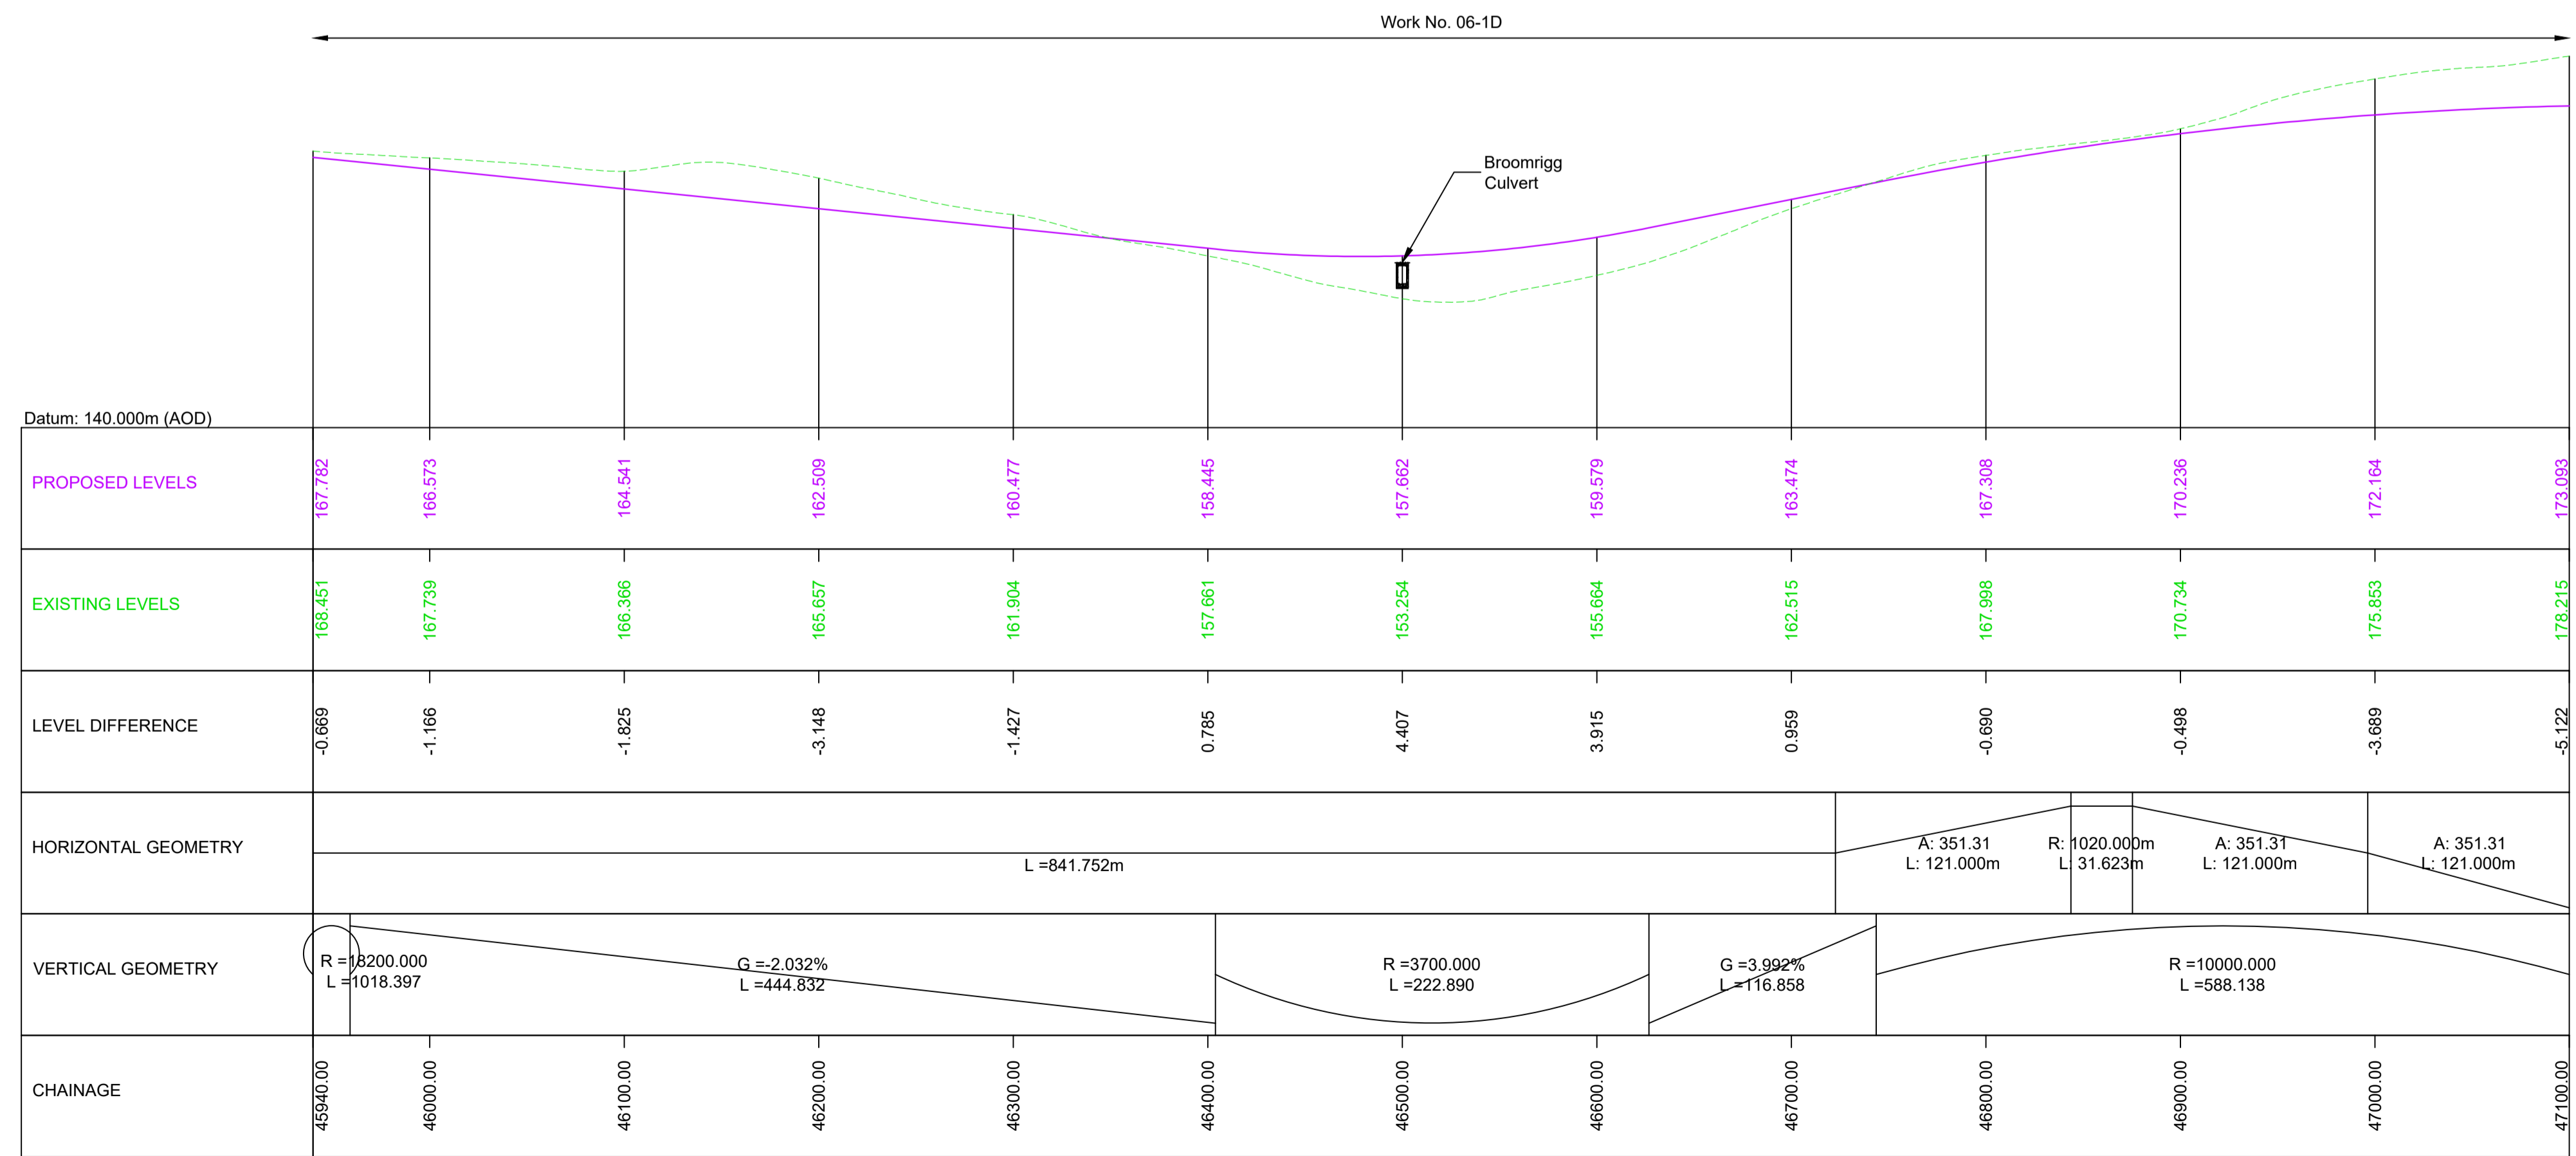 Work No. 06-1D
Broomrigg
Culvert
Datum: 140.000m (AOD)
PROPOSED LEVELS
167.782
166.573
164.541
162.509
160.477
158.445
157.662
159.579
163.474
167.308
170.236
172.164
173.093
EXISTING LEVELS
168.451
167.739
166.366
165.657
161.904
157.661
153.254
155.664
162.515
167.998
170.734
175.853
178.215
LEVEL DIFFERENCE
-0.669
-1.166
-1.825
-3.148
-1.427
0.785
4.407
3.915
0.959
-0.690
-0.498
-3.689
-5.122
HORIZONTAL GEOMETRY
L =841.752m
A: 351.31
L: 121.000m
R: 1020.000m
L: 31.623m
A: 351.31
L: 121.000m
A: 351.31
L: 121.000m
VERTICAL GEOMETRY
R =18200.000
L =1018.397
G =-2.032%
L =444.832
R =3700.000
L =222.890
G =3.992%
L =116.858
R =10000.000
L =588.138
CHAINAGE
45940.00
46000.00
46100.00
46200.00
46300.00
46400.00
46500.00
46600.00
46700.00
46800.00
46900.00
47000.00
47100.00